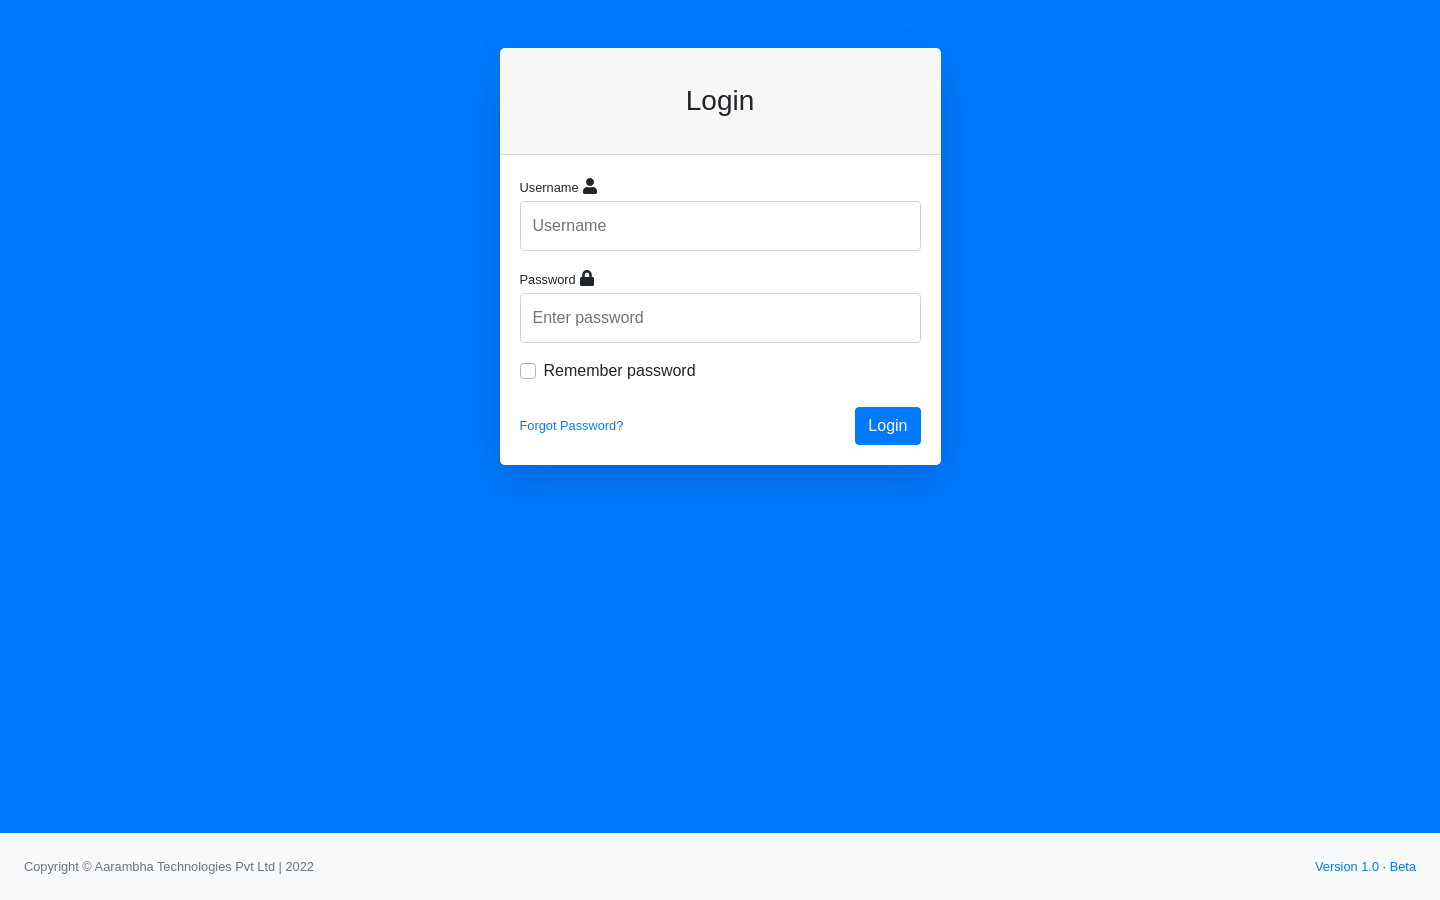 Login
Username
Username
Password
Enter password
Remember password
Forgot Password?
Login
Copyright © Aarambha Technologies Pvt Ltd | 2022
Version 1.0 · Beta